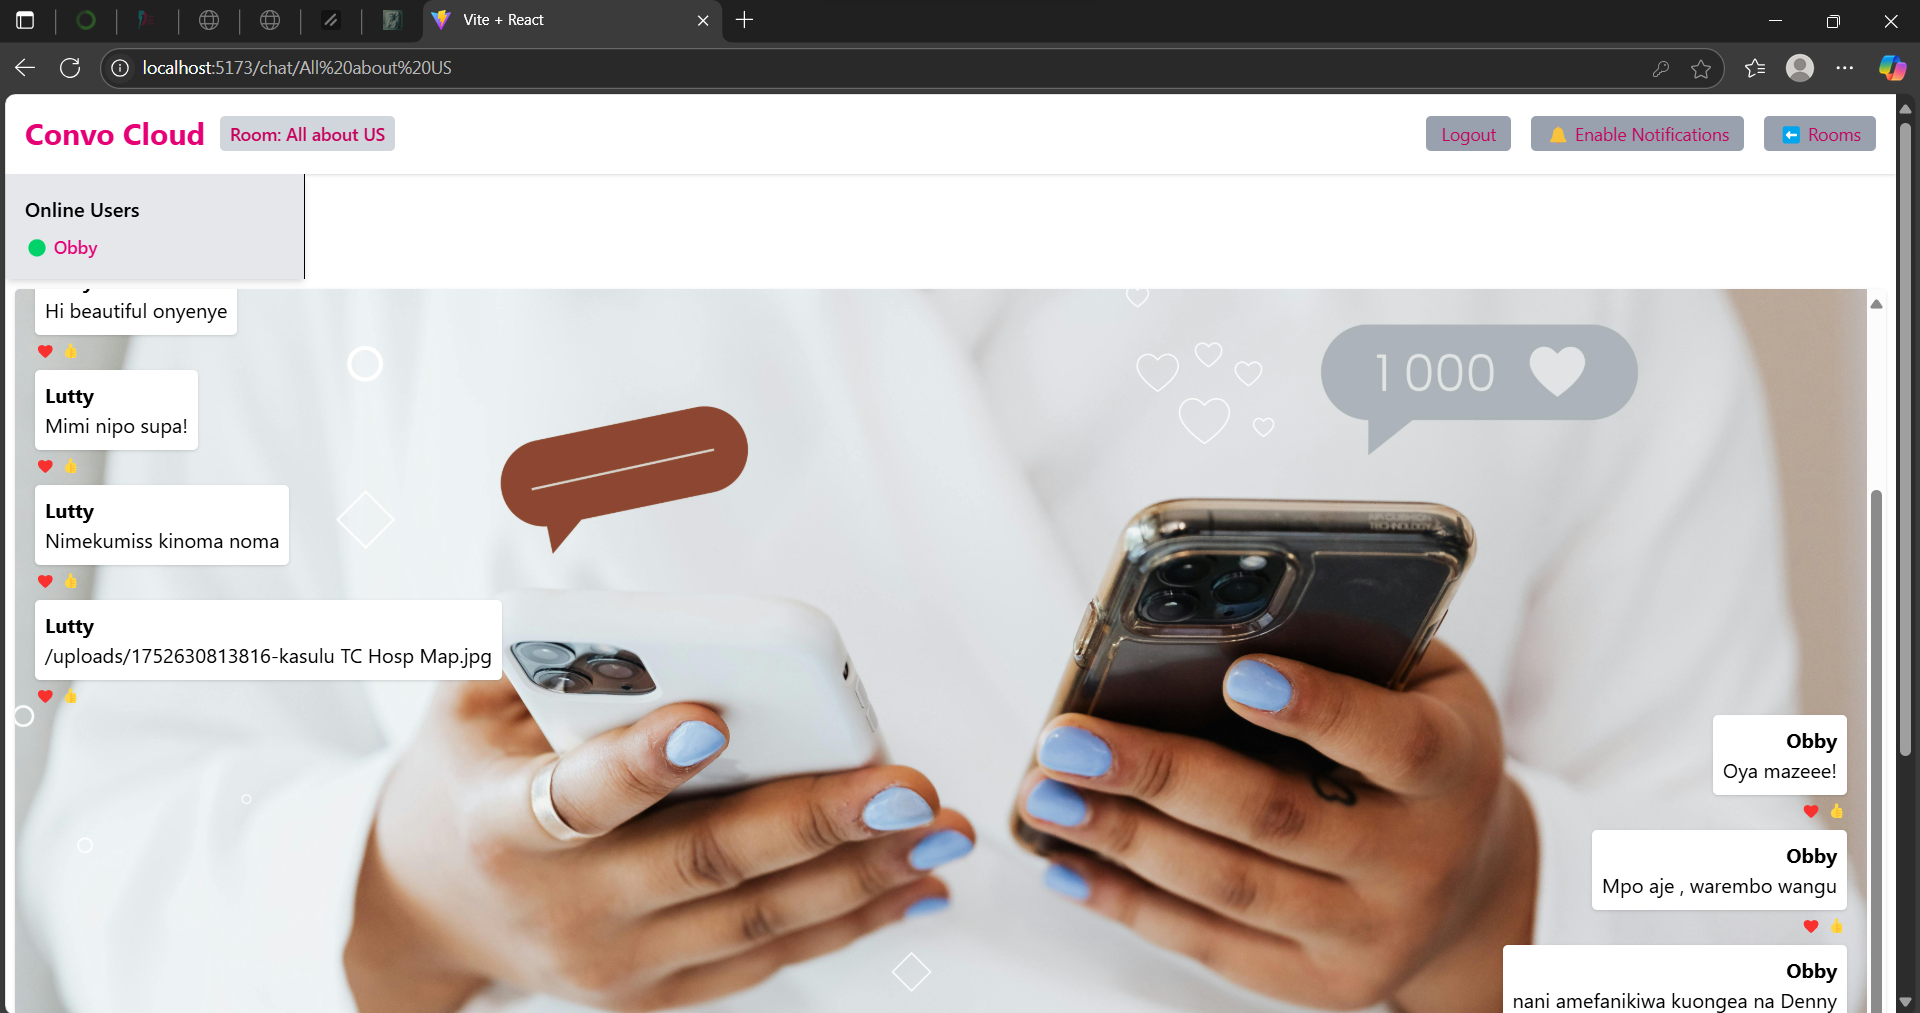 Vite + React
localhost:5173/chat/All%20about%20US
Convo Cloud
Room: All about US
Logout
🔔 Enable Notifications
⬅️ Rooms
Online Users
Obby
Hi beautiful onyenye
❤️ 👍
Lutty
Mimi nipo supa!
❤️ 👍
Lutty
Nimekumiss kinoma noma
❤️ 👍
Lutty
/uploads/1752630813816-kasulu TC Hosp Map.jpg
❤️ 👍
1000
Obby
Oya mazeee!
❤️ 👍
Obby
Mpo aje , warembo wangu
❤️ 👍
Obby
nani amefanikiwa kuongea na Denny